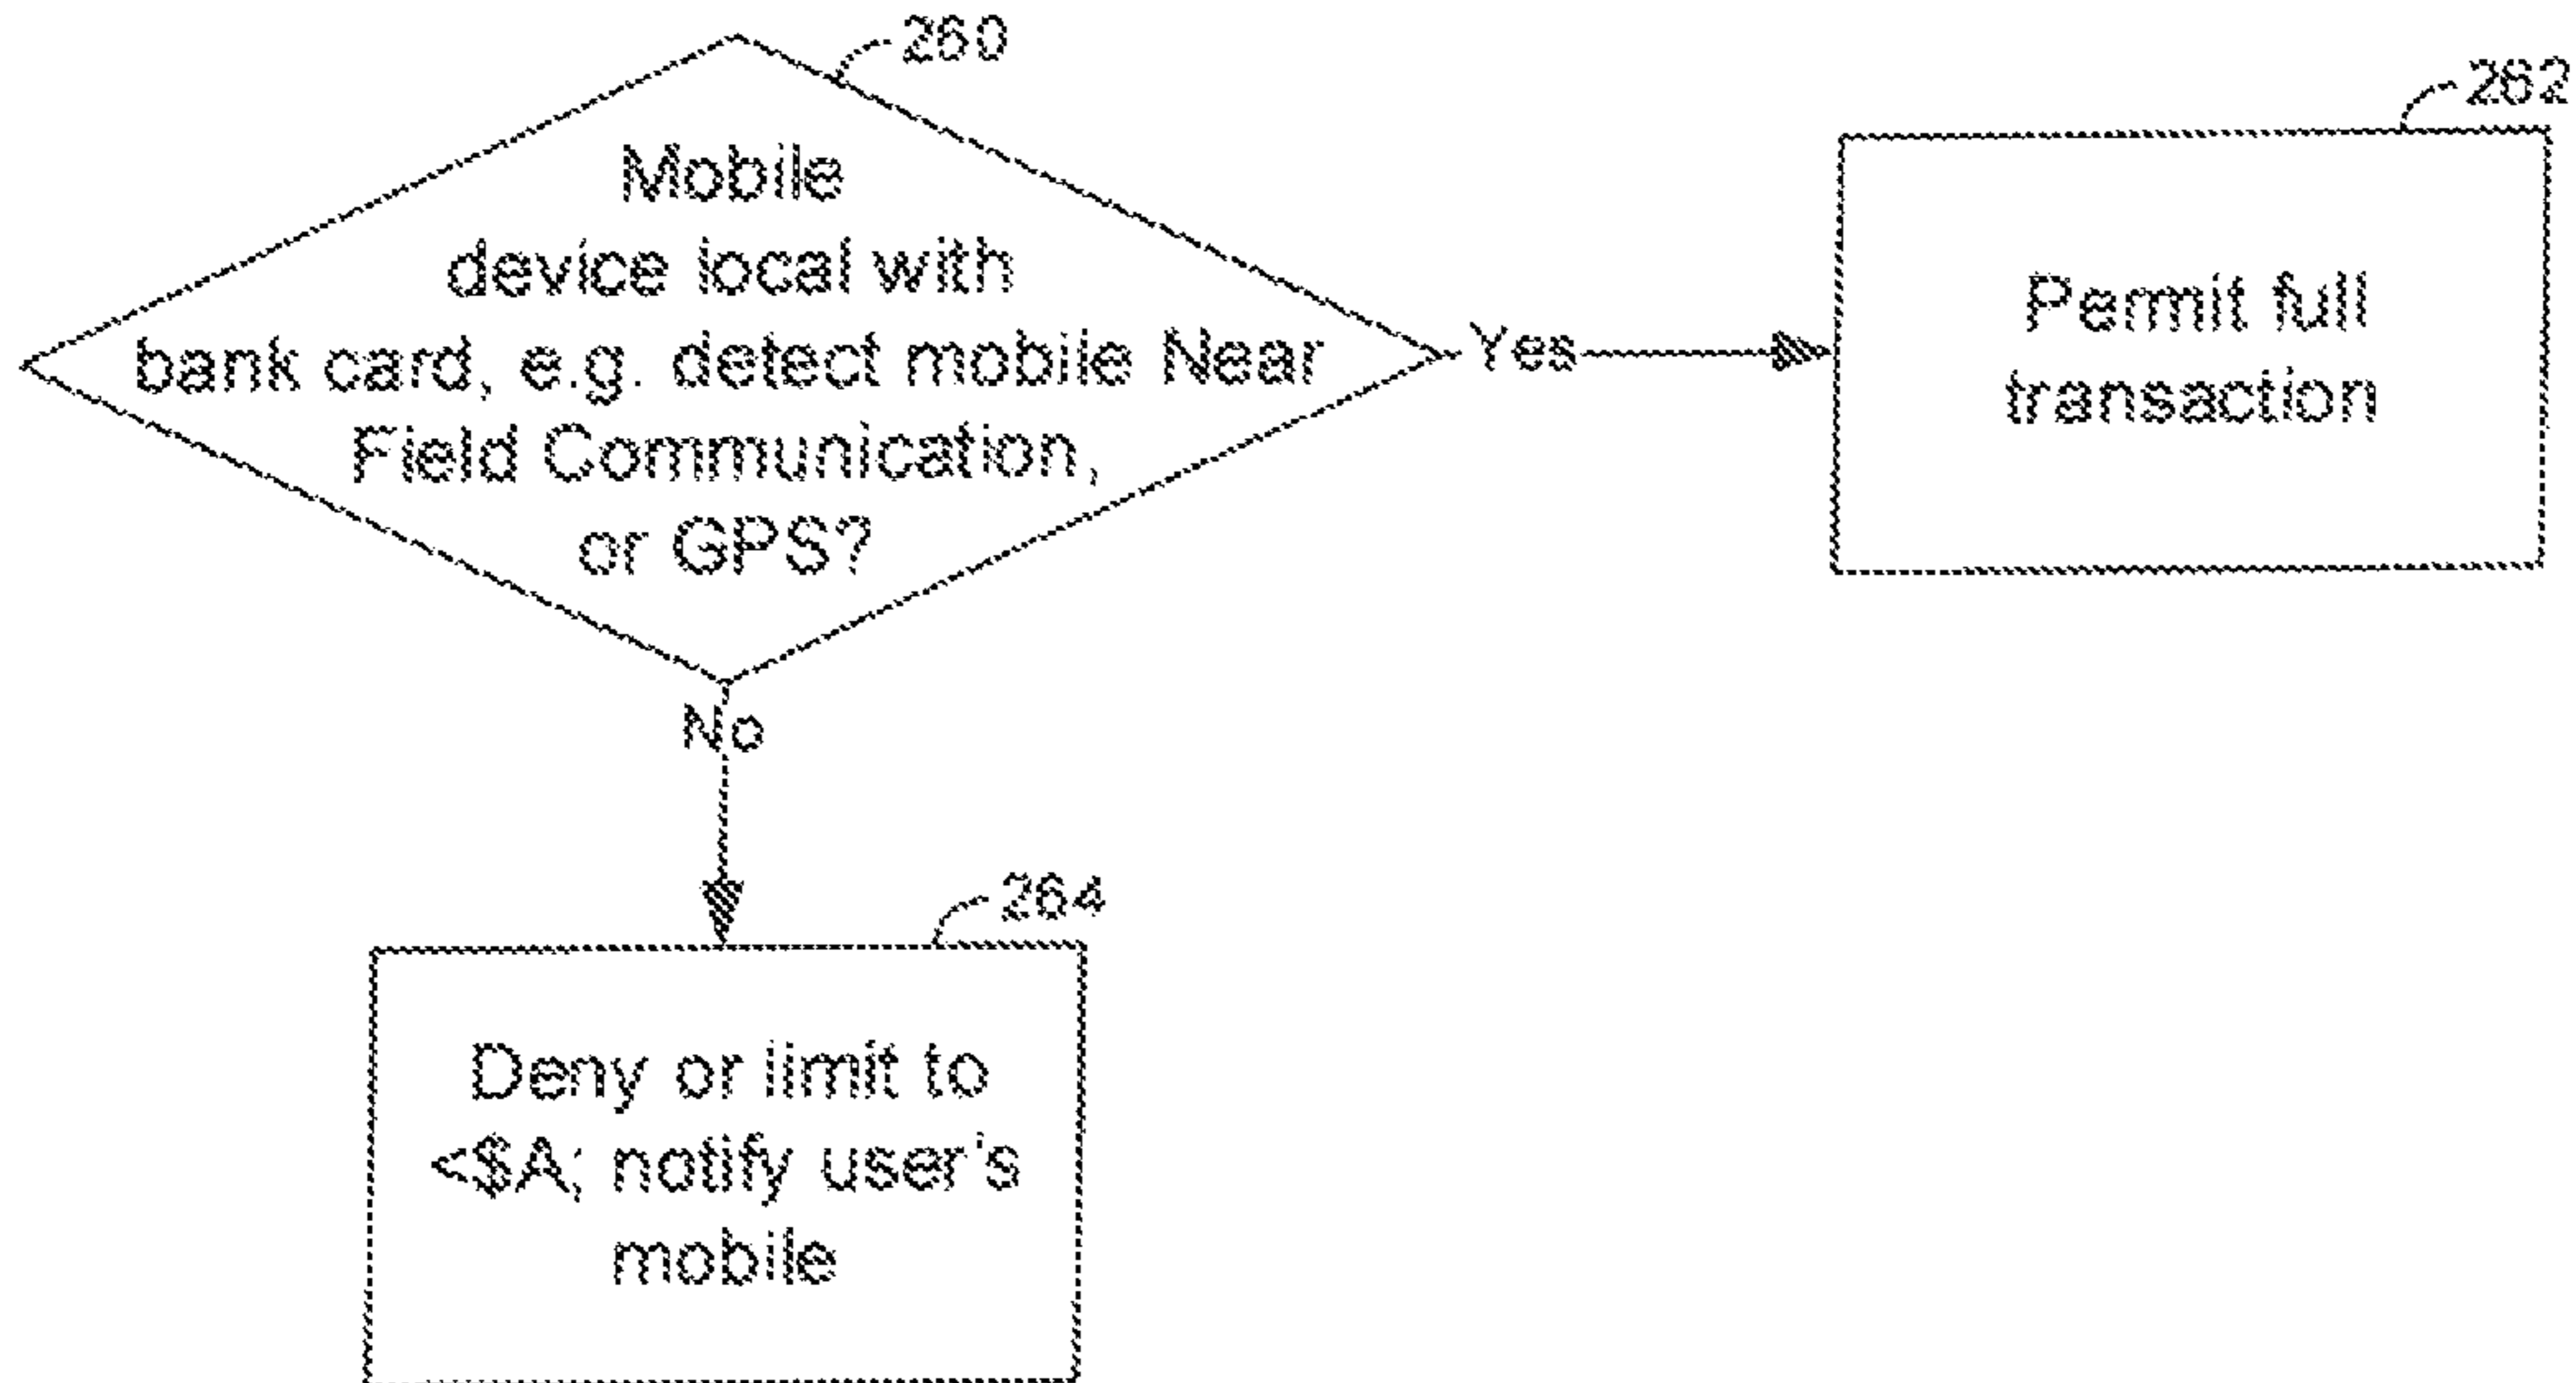 260
Mobile
device local with
bank card, e.g. detect mobile Near
Field Communication,
or GPS?
Yes
262
Permit full
transaction
No
264
Deny or limit to
<$A; notify user's
mobile